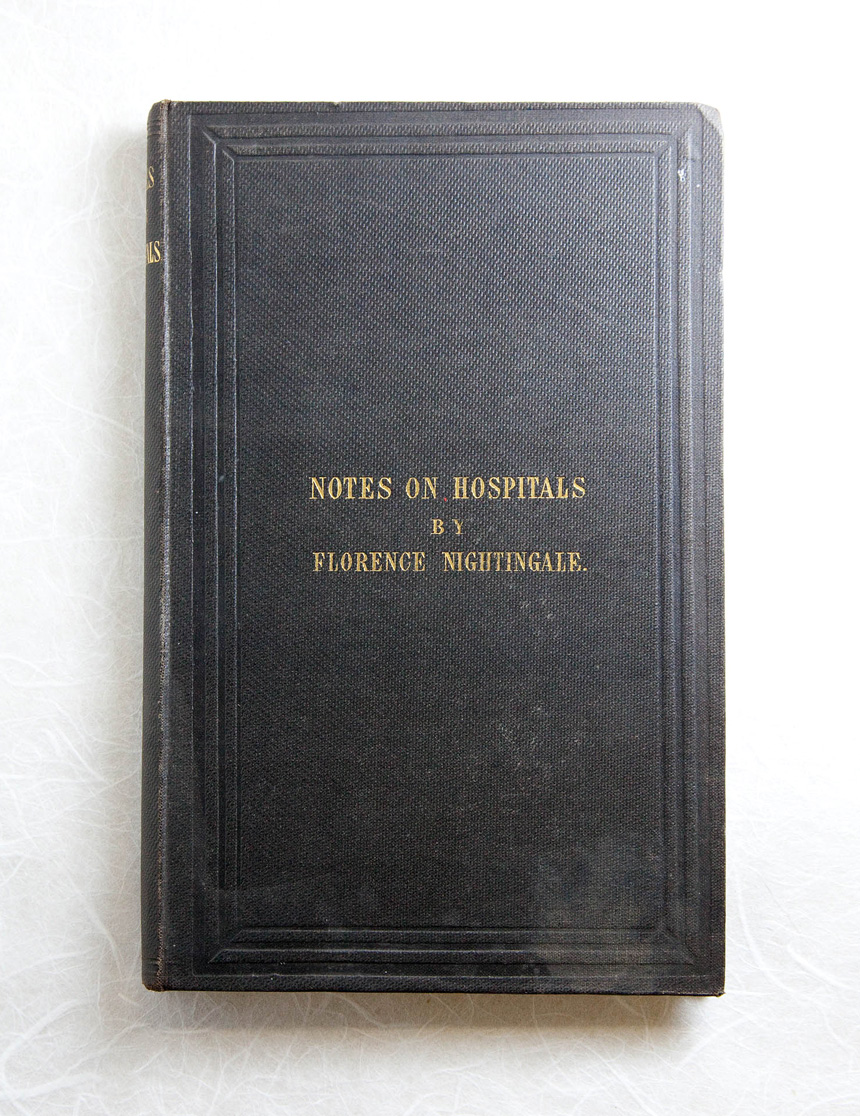 NOTES ON HOSPITALS
BY
FLORENCE NIGHTINGALE.